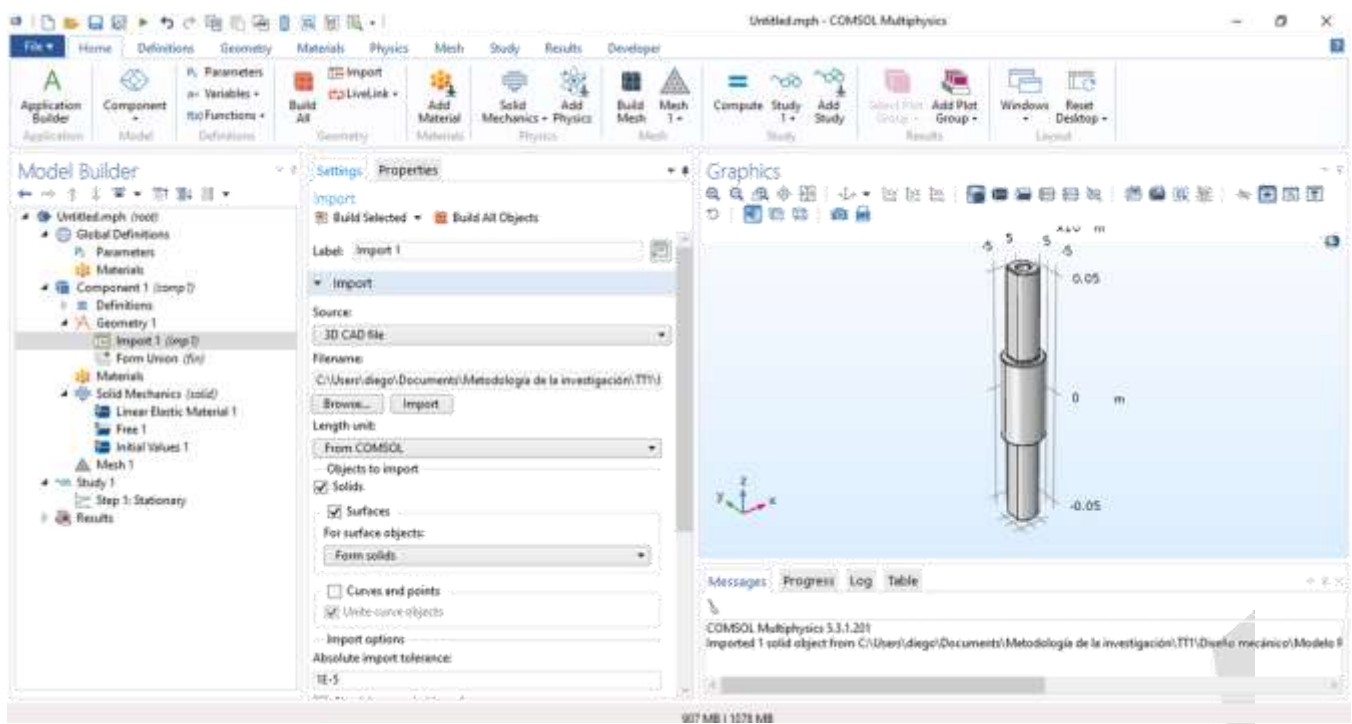 Untitled.mph - COMSOL Multiphysics
File Home Definitions Geometry Materials Physics Mesh Study Results Developer
Application Builder
Component
Pi Parameters
a= Variables
f(x) Functions
Build All
Import
LiveLink
Add Material
Solid Mechanics
Add Physics
Build Mesh
Mesh 1
Compute
Study 1
Add Study
Select Plot Group
Add Plot Group
Windows
Reset Desktop
Application Model Definitions Geometry Materials Physics Mesh Study Results Layout
Model Builder
Untitled.mph (root)
Global Definitions
Pi Parameters
Materials
Component 1 (comp1)
Definitions
Geometry 1
Import 1 (imp1)
Form Union (fin)
Materials
Solid Mechanics (solid)
Linear Elastic Material 1
Free 1
Initial Values 1
Mesh 1
Study 1
Step 1: Stationary
Results
Settings Properties
Import
Build Selected Build All Objects
Label: Import 1
Import
Source:
3D CAD file
Filename:
C:\Users\diego\Documents\Metodología de la investigación\TT1\
Browse... Import
Length unit:
From COMSOL
Objects to import
Solids
Surfaces
For surface objects:
Form solids
Curves and points
Unite curve objects
Import options
Absolute import tolerance:
1E-5
Graphics
m
-5 5 5 -5
0.05
0 m
-0.05
z
y x
Messages Progress Log Table
COMSOL Multiphysics 5.3.1.201
Imported 1 solid object from C:\Users\diego\Documents\Metodología de la investigación\TT1\Diseño mecánico\Modelo
907 MB | 1078 MB